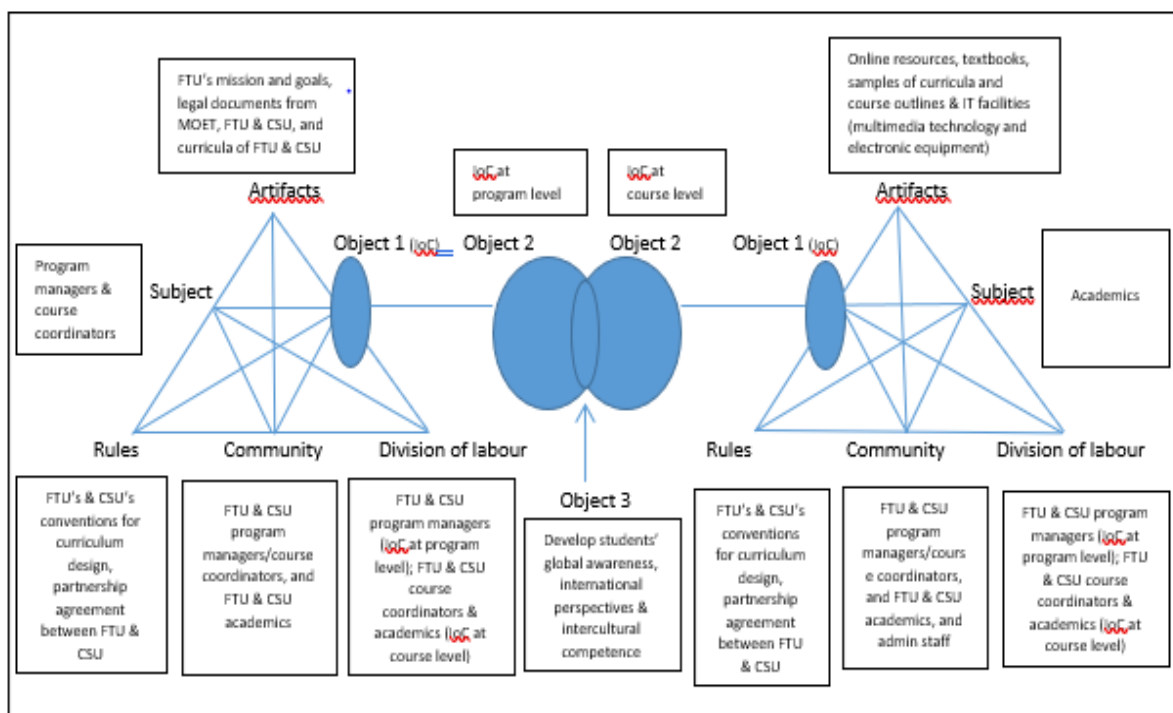 FTU's mission and goals,
legal documents from
MOET, FTU & CSU, and
curricula of FTU & CSU
Online resources, textbooks,
samples of curricula and
course outlines & IT facilities
(multimedia technology and
electronic equipment)
IoC at
program level
IoC at
course level
Artifacts
Artifacts
Object 1 (IoC)
Object 2
Object 2
Object 1 (IoC)
Program
managers &
course
coordinators
Subject
Subject
Academics
Rules
Community
Division of labour
Rules
Community
Division of labour
FTU's & CSU's
conventions for
curriculum
design,
partnership
agreement
between FTU &
CSU
FTU & CSU
program
managers/course
coordinators, and
FTU & CSU
academics
FTU & CSU
program managers
(IoC at program
level); FTU & CSU
course
coordinators &
academics (IoC at
course level)
Object 3
Develop students'
global awareness,
international
perspectives &
intercultural
competence
FTU's & CSU's
conventions
for curriculum
design,
partnership
agreement
between FTU
& CSU
FTU & CSU
program
managers/cours
e coordinators,
and FTU & CSU
academics, and
admin staff
FTU & CSU program
managers (IoC at
program level); FTU
& CSU course
coordinators &
academics (IoC at
course level)